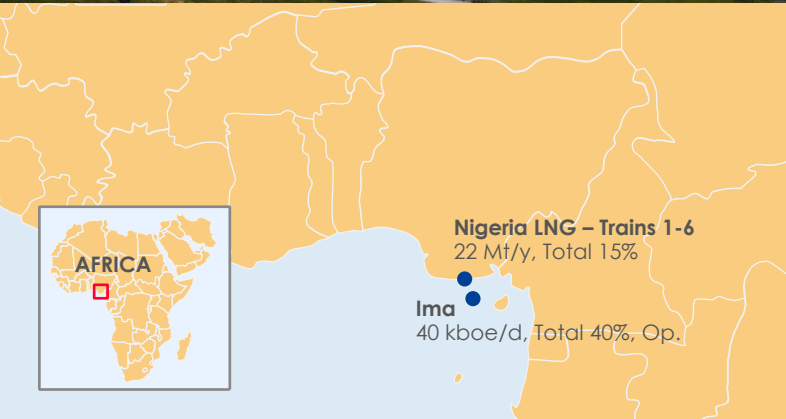 Nigeria LNG – Trains 1-6
22 Mt/y, Total 15%
AFRICA
Ima
40 kboe/d, Total 40%, Op.